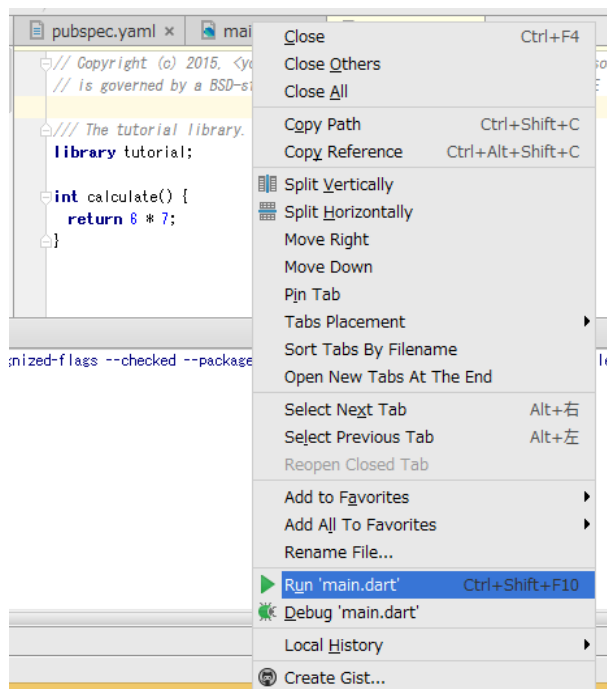 pubspec.yaml ×
mai
// Copyright (c) 2015, <yo
// is governed by a BSD-st
/// The tutorial library.
library tutorial;
int calculate() {
return 6 * 7;
}
gnized-flags --checked --package
Close Ctrl+F4
Close Others
Close All
Copy Path Ctrl+Shift+C
Copy Reference Ctrl+Alt+Shift+C
Split Vertically
Split Horizontally
Move Right
Move Down
Pin Tab
Tabs Placement
Sort Tabs By Filename
Open New Tabs At The End
Select Next Tab Alt+右
Select Previous Tab Alt+左
Reopen Closed Tab
Add to Favorites
Add All To Favorites
Rename File...
Run 'main.dart' Ctrl+Shift+F10
Debug 'main.dart'
Local History
Create Gist...